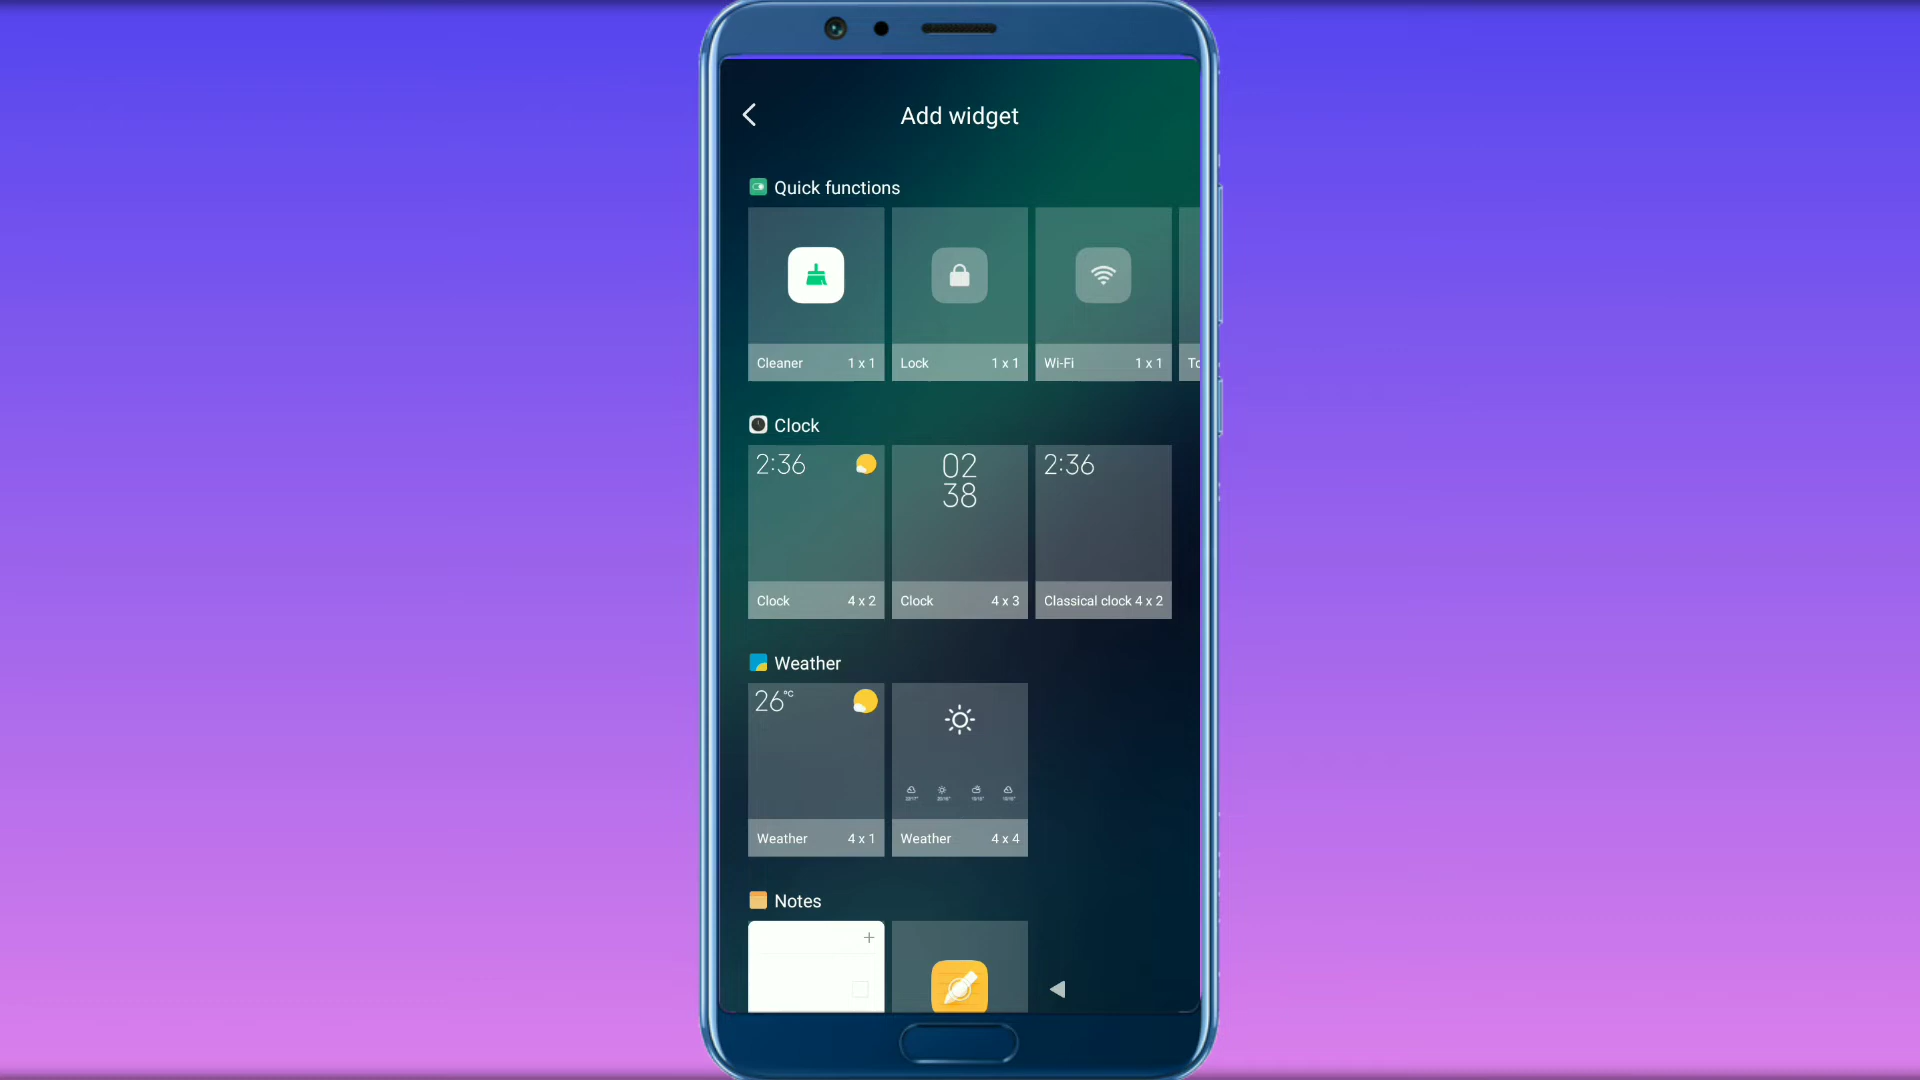 Add widget
Quick functions
Cleaner 1 x 1
Lock 1 x 1
Wi-Fi 1 x 1
To
Clock
2:36
02
38
2:36
Clock 4 x 2
Clock 4 x 3
Classical clock 4 x 2
Weather
26°C
Weather 4 x 1
Weather 4 x 4
Notes